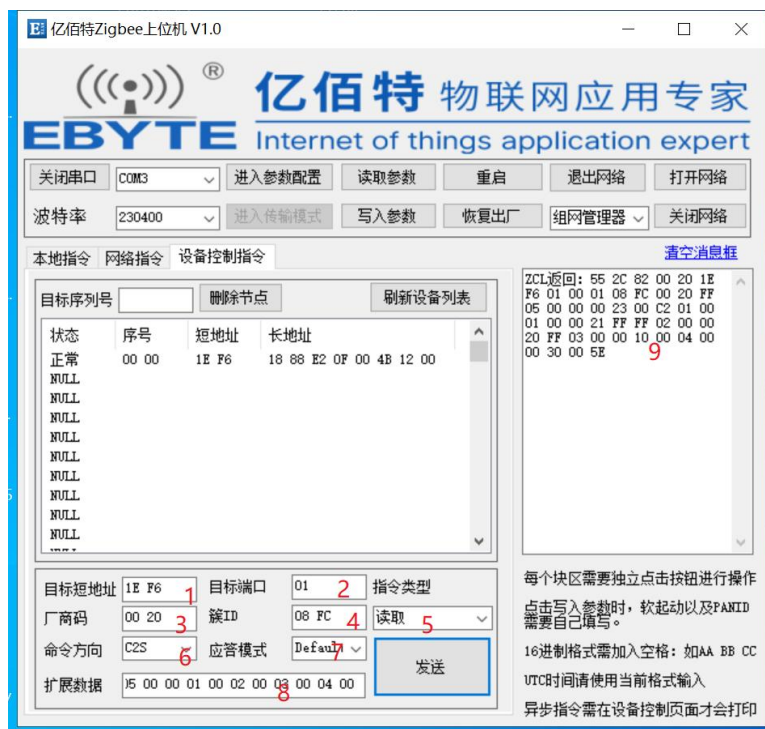 亿佰特Zigbee上位机 V1.0
((·)) ®
亿佰特 物联网应用专家
EBYTE Internet of things application expert
关闭串口 COM3 进入参数配置 读取参数 重启 退出网络 打开网络
波特率 230400 进入传输模式 写入参数 恢复出厂 组网管理器 关闭网络
本地指令 网络指令 设备控制指令 清空消息框
目标序列号 删除节点 刷新设备列表
状态 序号 短地址 长地址
正常 00 00 1E F6 18 88 E2 0F 00 4B 12 00
NULL
NULL
NULL
NULL
NULL
NULL
NULL
NULL
NULL
ZCL返回: 55 2C 82 00 20 1E
F6 01 00 01 08 FC 00 20 FF
05 00 00 00 23 00 C2 01 00
01 00 00 21 FF FF 02 00 00
20 FF 03 00 00 10 00 04 00
00 30 00 5E
9
目标短地址 1E F6 1 目标端口 01 2 指令类型
厂商码 00 20 3 簇ID 08 FC 4 读取 5
命令方向 C2S 6 应答模式 Default 7
扩展数据 05 00 00 01 00 02 00 03 00 04 00 8 发送
每个块区需要独立点击按钮进行操作
点击写入参数时，软起动以及PANID
需要自己填写。
16进制格式需加入空格: 如AA BB CC
UTC时间请使用当前格式输入
异步指令需在设备控制页面才会打印